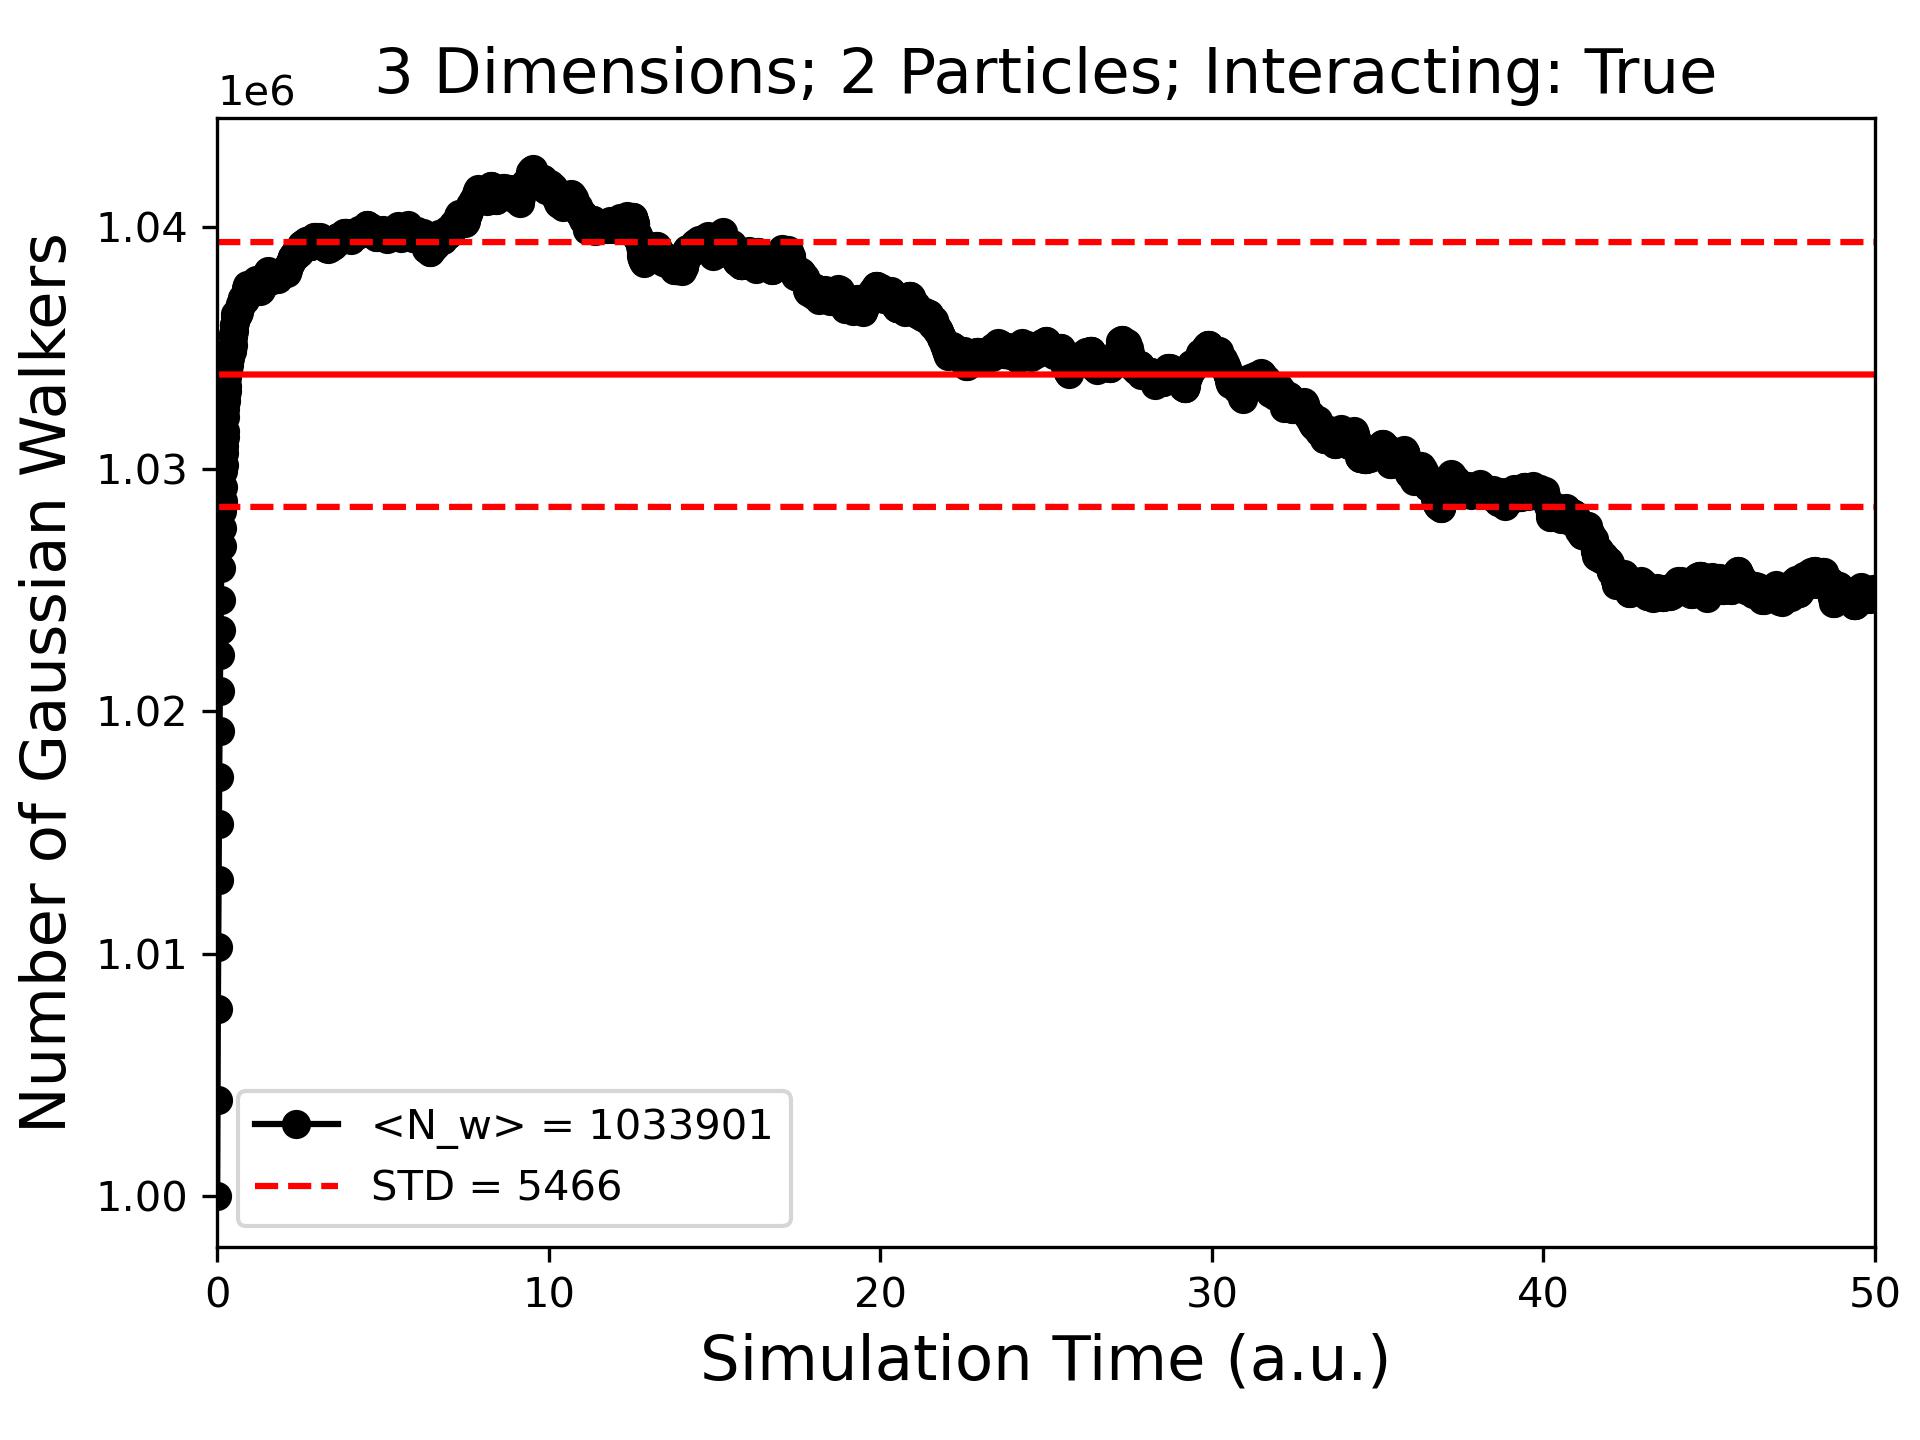 3 Dimensions; 2 Particles; Interacting: True
1e6
Number of Gaussian Walkers
1.04
1.03
1.02
1.01
1.00
<N_w> = 1033901
STD = 5466
0 10 20 30 40 50
Simulation Time (a.u.)